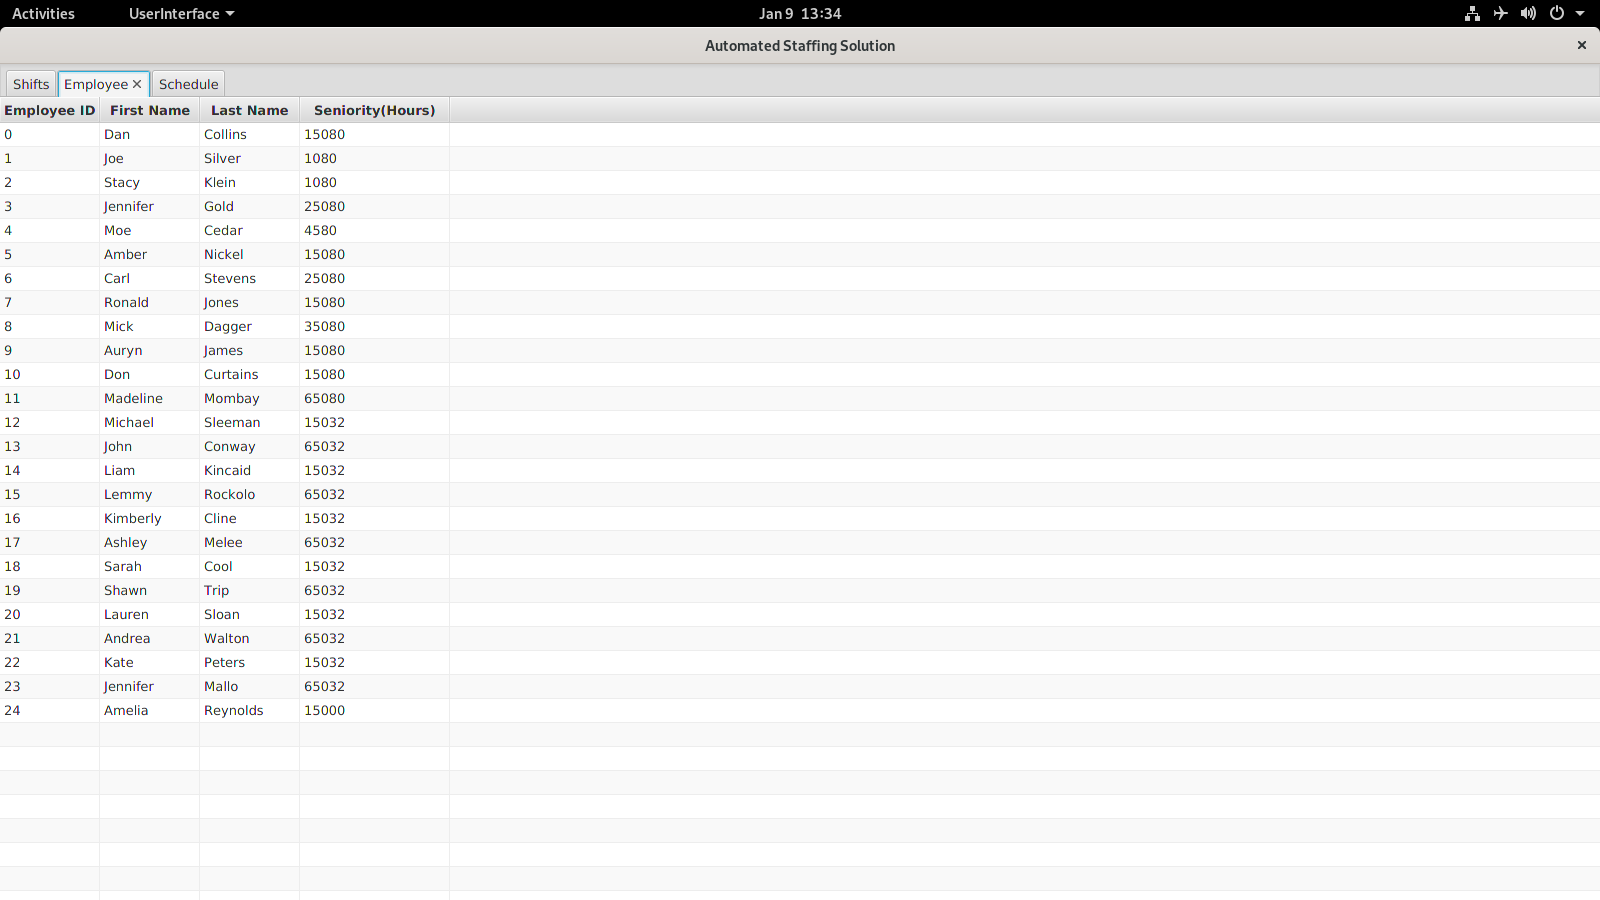 Activities UserInterface Jan 9 13:34
Automated Staffing Solution
Shifts Employee Schedule
Employee ID First Name Last Name Seniority(Hours)
0 Dan Collins 15080
1 Joe Silver 1080
2 Stacy Klein 1080
3 Jennifer Gold 25080
4 Moe Cedar 4580
5 Amber Nickel 15080
6 Carl Stevens 25080
7 Ronald Jones 15080
8 Mick Dagger 35080
9 Auryn James 15080
10 Don Curtains 15080
11 Madeline Mombay 65080
12 Michael Sleeman 15032
13 John Conway 65032
14 Liam Kincaid 15032
15 Lemmy Rockolo 65032
16 Kimberly Cline 15032
17 Ashley Melee 65032
18 Sarah Cool 15032
19 Shawn Trip 65032
20 Lauren Sloan 15032
21 Andrea Walton 65032
22 Kate Peters 15032
23 Jennifer Mallo 65032
24 Amelia Reynolds 15000